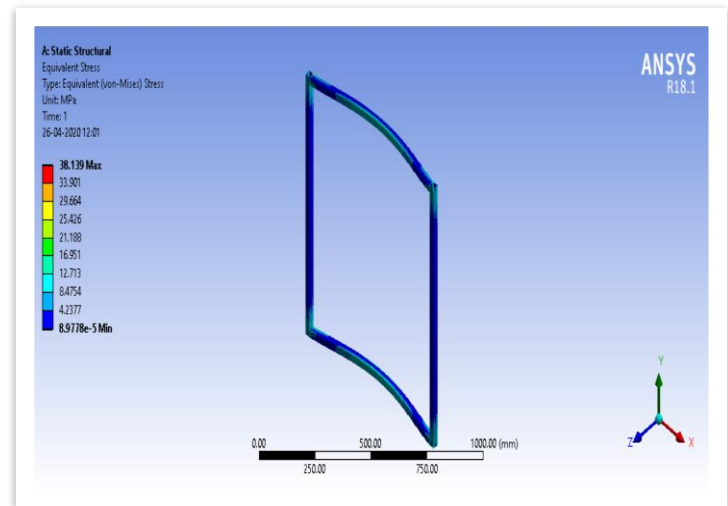 A: Static Structural
Equivalent Stress
Type: Equivalent (von-Mises) Stress
Unit: MPa
Time: 1
26-04-2020 12:01
38.139 Max
33.901
29.664
25.426
21.188
16.951
12.713
8.4754
4.2377
8.9778e-5 Min
ANSYS
R18.1
0.00 500.00 1000.00 (mm)
250.00 750.00
Y
Z X